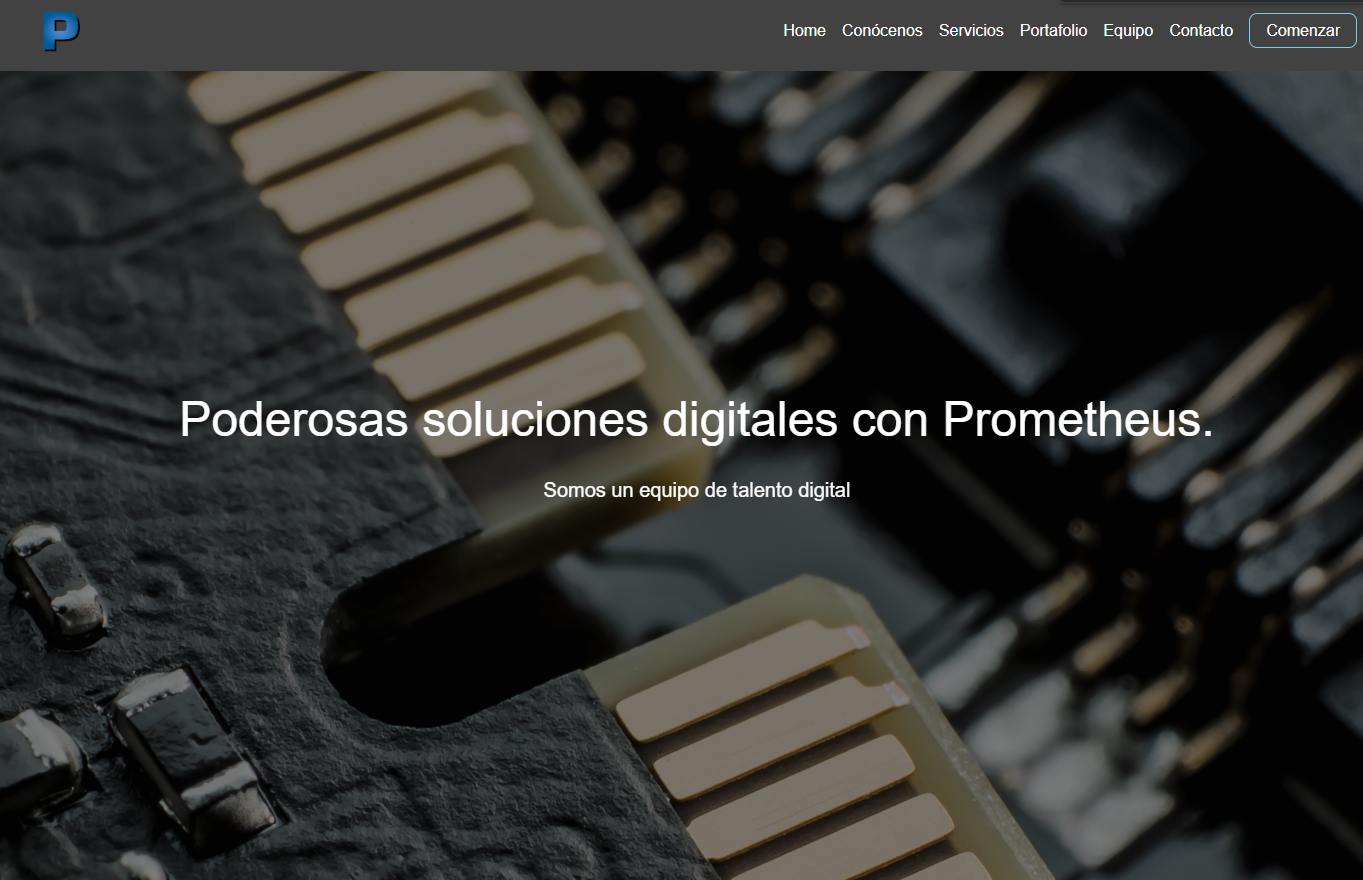 P
Home Conócenos Servicios Portafolio Equipo Contacto Comenzar
Poderosas soluciones digitales con Prometheus.
Somos un equipo de talento digital